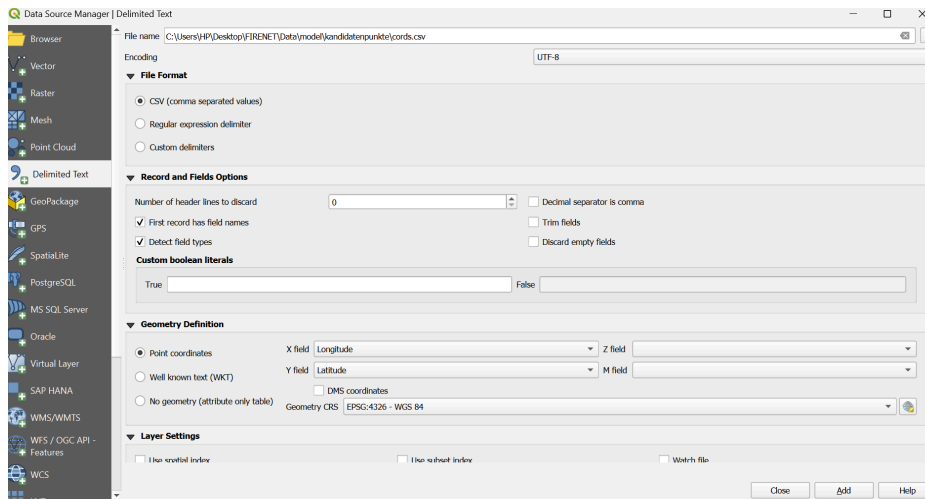 Data Source Manager | Delimited Text
Browser
Vector
Raster
Mesh
Point Cloud
Delimited Text
GeoPackage
GPS
SpatiaLite
PostgreSQL
MS SQL Server
Oracle
Virtual Layer
SAP HANA
WMS/WMTS
WFS / OGC API -
Features
WCS
File name C:\Users\HP\Desktop\FIRENET\Data\model\kandidatenpunkte\cords.csv
Encoding UTF-8
File Format
CSV (comma separated values)
Regular expression delimiter
Custom delimiters
Record and Fields Options
Number of header lines to discard 0 Decimal separator is comma
First record has field names Trim fields
Detect field types Discard empty fields
Custom boolean literals
True False
Geometry Definition
Point coordinates X field Longitude Z field
Y field Latitude M field
Well known text (WKT)
DMS coordinates
No geometry (attribute only table) Geometry CRS EPSG:4326 - WGS 84
Layer Settings
Use spatial index Use subset index Watch file
Close Add Help